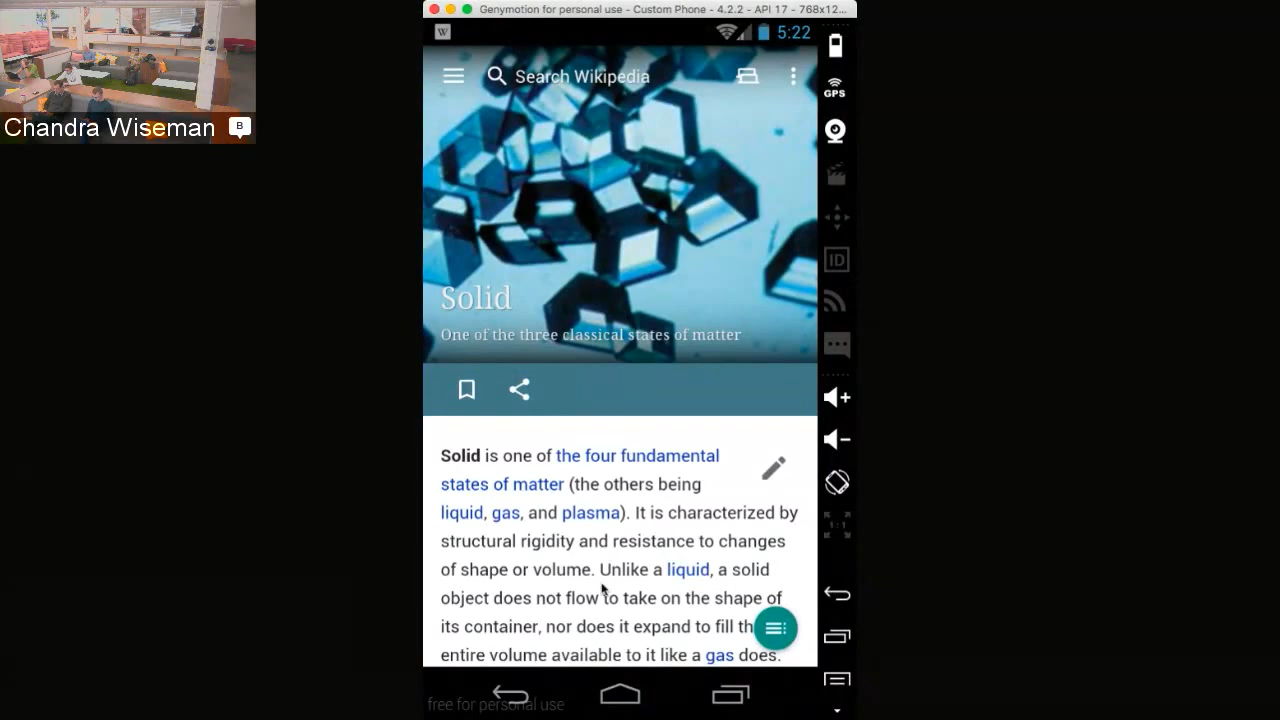 Genymotion for personal use - Custom Phone - 4.2.2 - API 17 - 768x12...
W
5:22
Search Wikipedia
GPS
Chandra Wiseman
B
ID
Solid
One of the three classical states of matter
Solid is one of the four fundamental
states of matter (the others being
liquid, gas, and plasma). It is characterized by
structural rigidity and resistance to changes
1:1
of shape or volume. Unlike a liquid, a solid
object does not flow to take on the shape of
its container, nor does it expand to fill
entire volume available to it like a gas does.
free for personal use